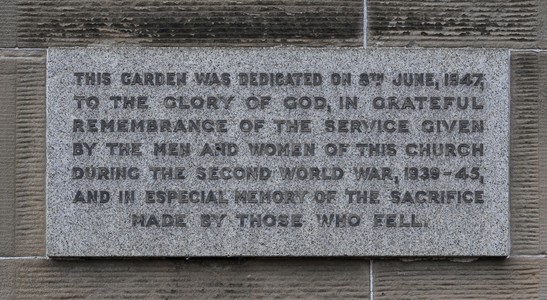 THIS GARDEN WAS DEDICATED ON 8TH JUNE, 1947,
TO THE GLORY OF GOD, IN GRATEFUL
REMEMBRANCE OF THE SERVICE GIVEN
BY THE MEN AND WOMEN OF THIS CHURCH
DURING THE SECOND WORLD WAR, 1939-45,
AND IN ESPECIAL MEMORY OF THE SACRIFICE
MADE BY THOSE WHO FELL.